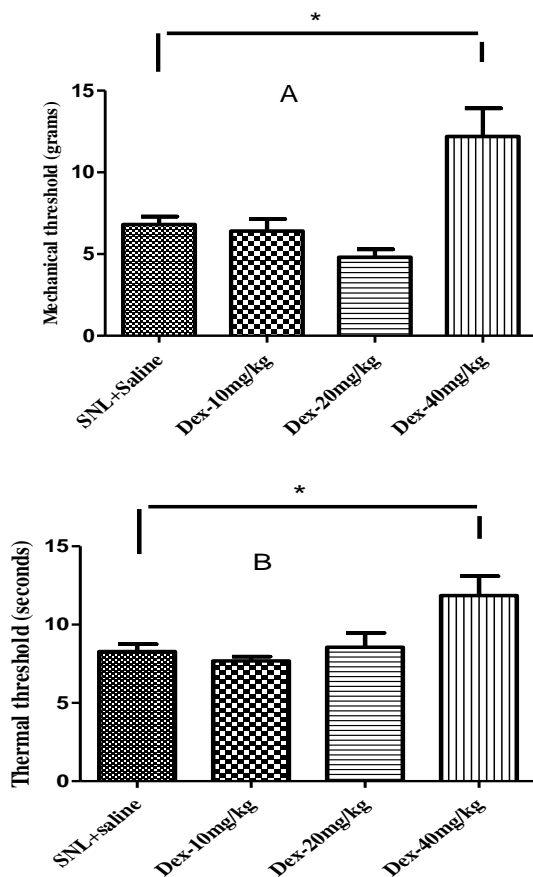 *
A
Mechanical threshold (grams)
15
10
5
0
SNL+Saline
Dex-10mg/kg
Dex-20mg/kg
Dex-40mg/kg
*
B
Thermal threshold (seconds)
15
10
5
0
SNL+saline
Dex-10mg/kg
Dex-20mg/kg
Dex-40mg/kg